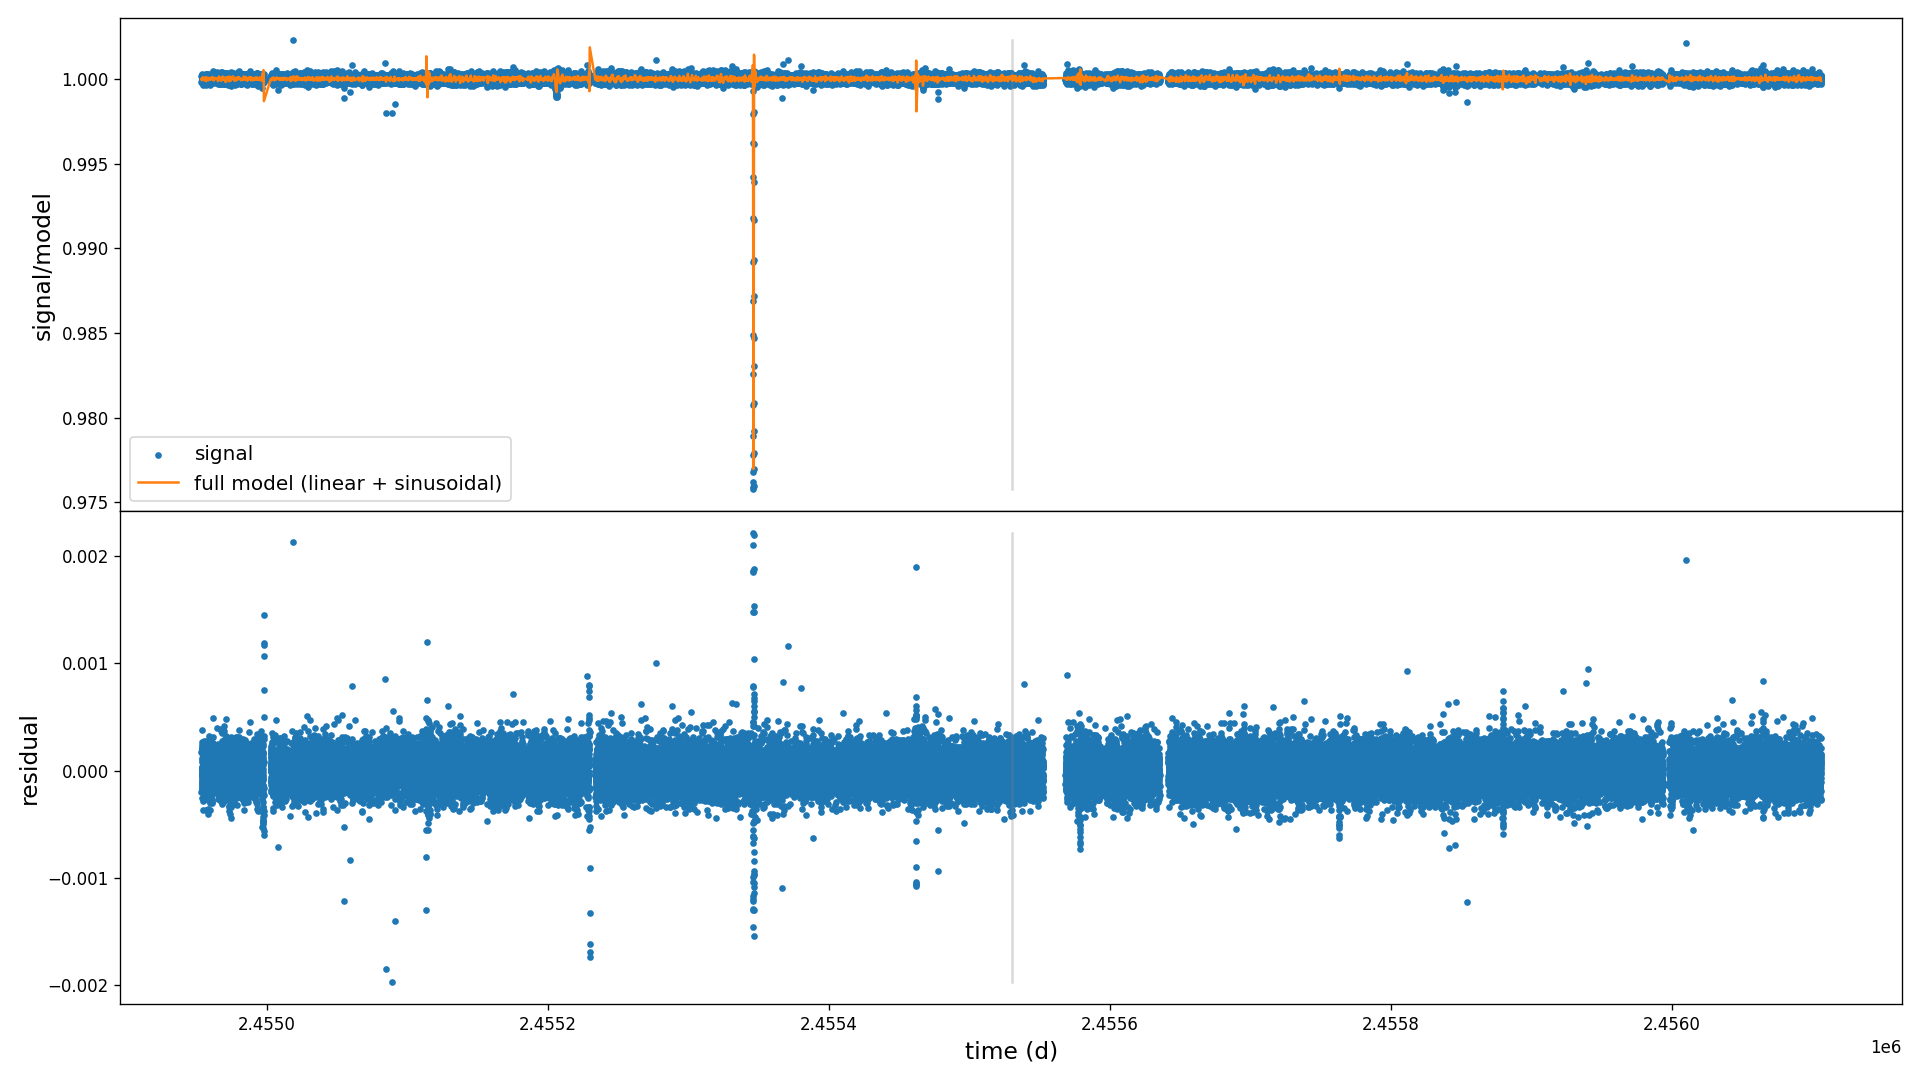 signal/model
1.000
0.995
0.990
0.985
0.980
0.975
signal
full model (linear + sinusoidal)
residual
0.002
0.001
0.000
−0.001
−0.002
2.4550
2.4552
2.4554
2.4556
2.4558
2.4560
time (d)
1e6